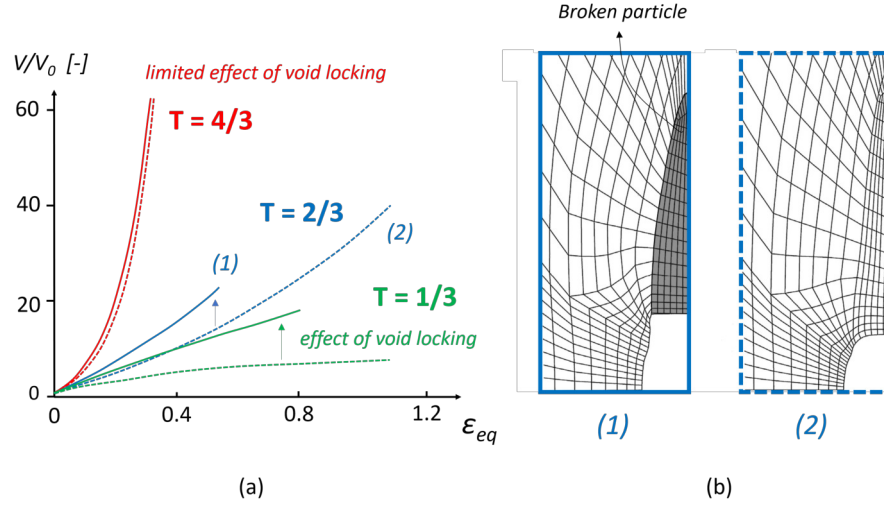 Broken particle
V/V0 [-]
limited effect of void locking
60
T = 4/3
40
T = 2/3
(2)
(1)
T = 1/3
20
effect of void locking
0
0
0.4
0.8
1.2
εeq
(1)
(2)
(a)
(b)